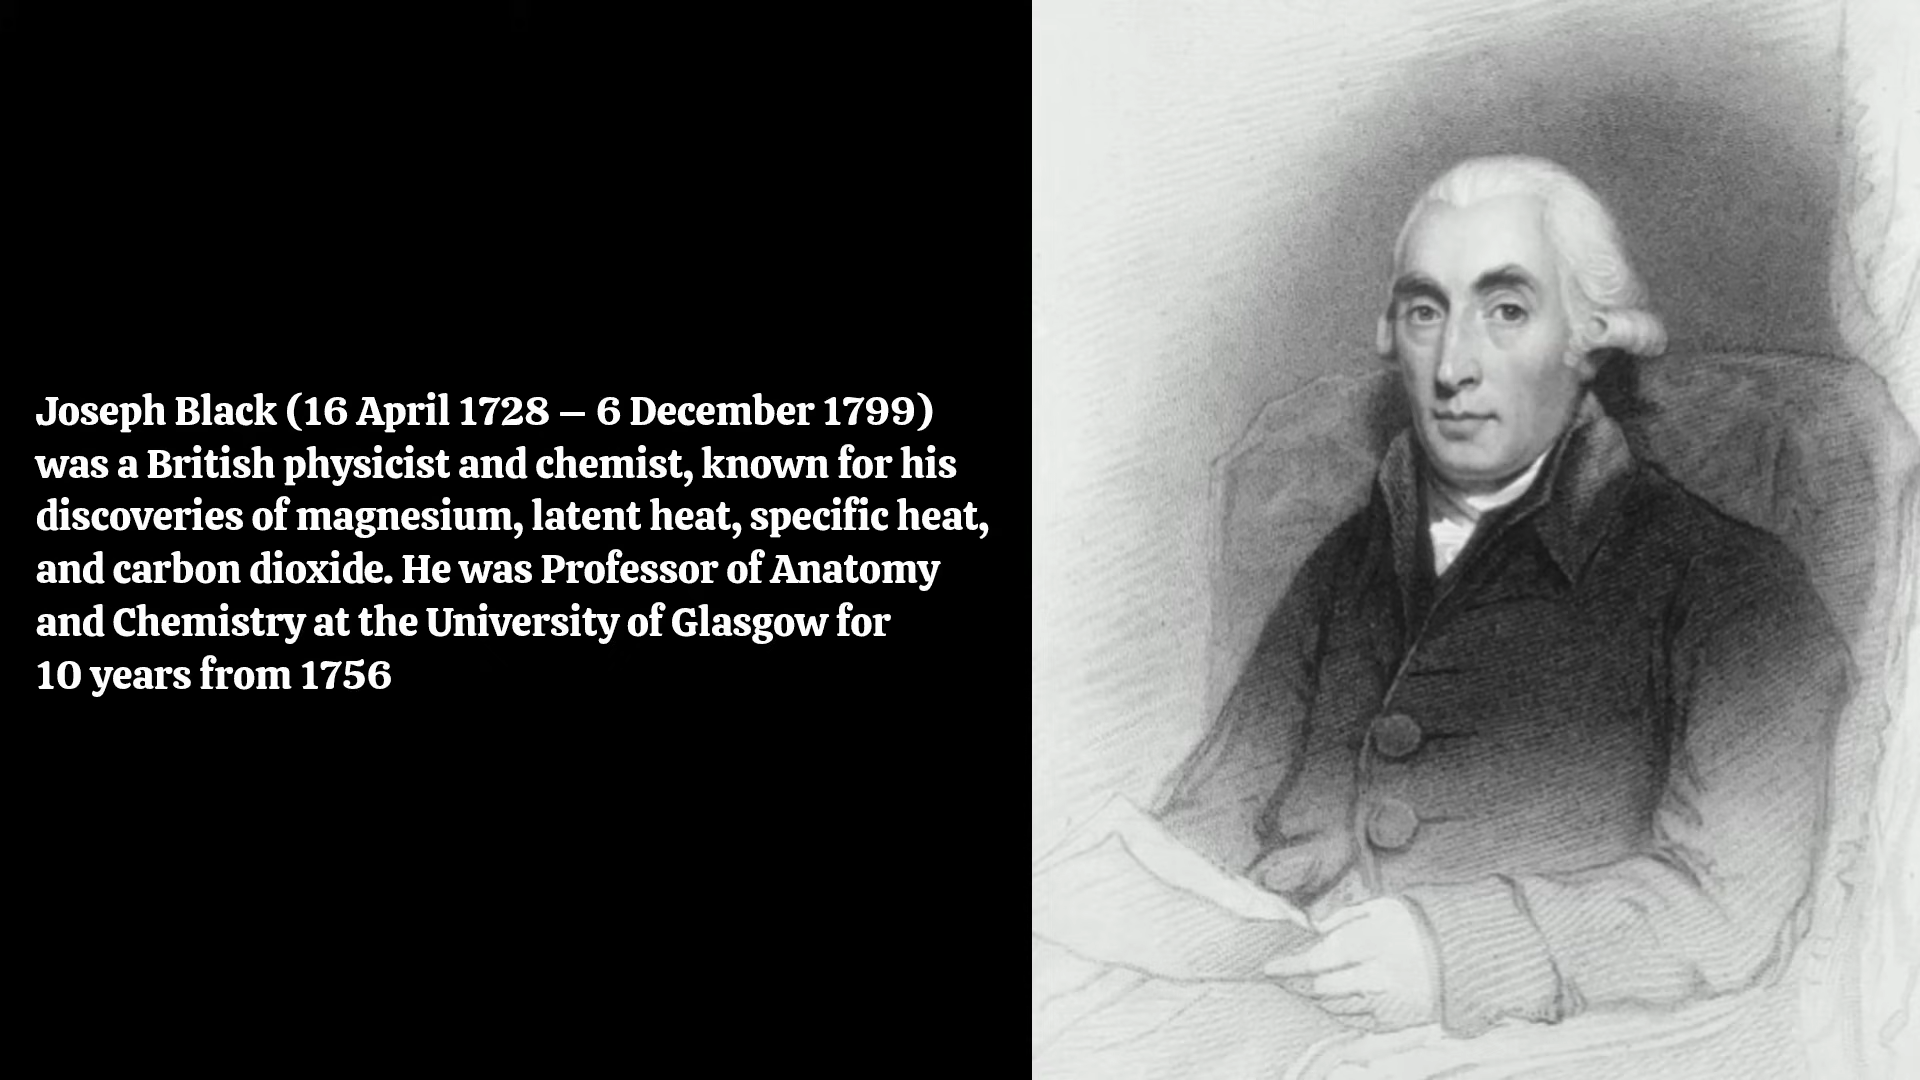 Joseph Black (16 April 1728 – 6 December 1799)
was a British physicist and chemist, known for his
discoveries of magnesium, latent heat, specific heat,
and carbon dioxide. He was Professor of Anatomy
and Chemistry at the University of Glasgow for
10 years from 1756